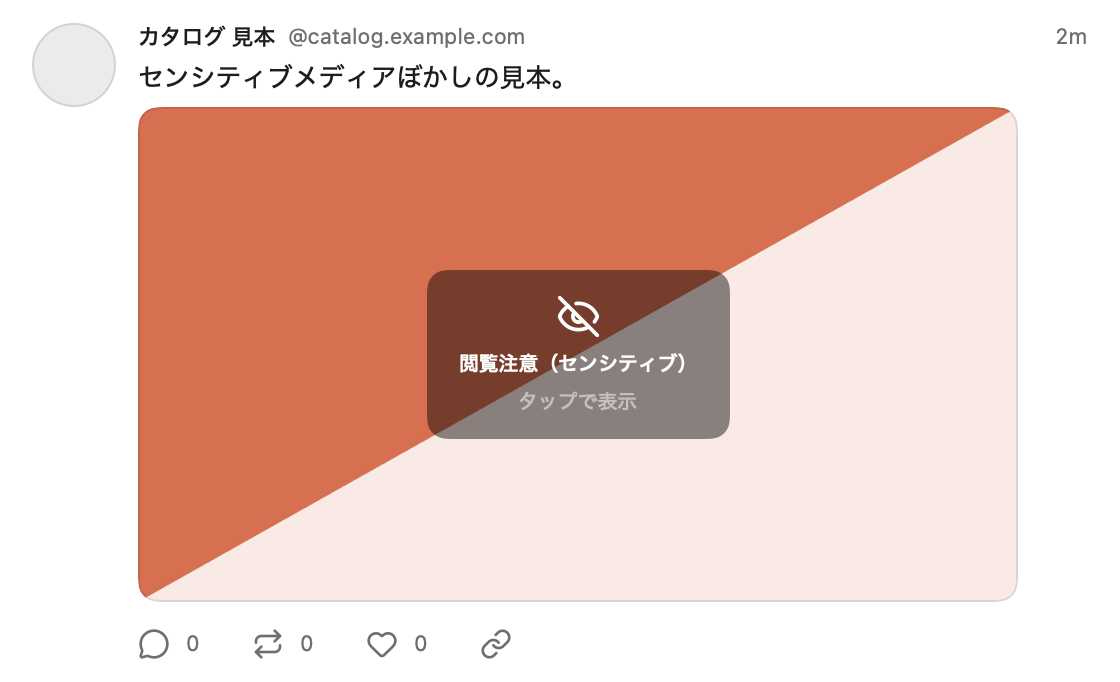 カタログ 見本 @catalog.example.com 2m
センシティブメディアぼかしの見本。
閲覧注意（センシティブ）
タップで表示
0 0 0